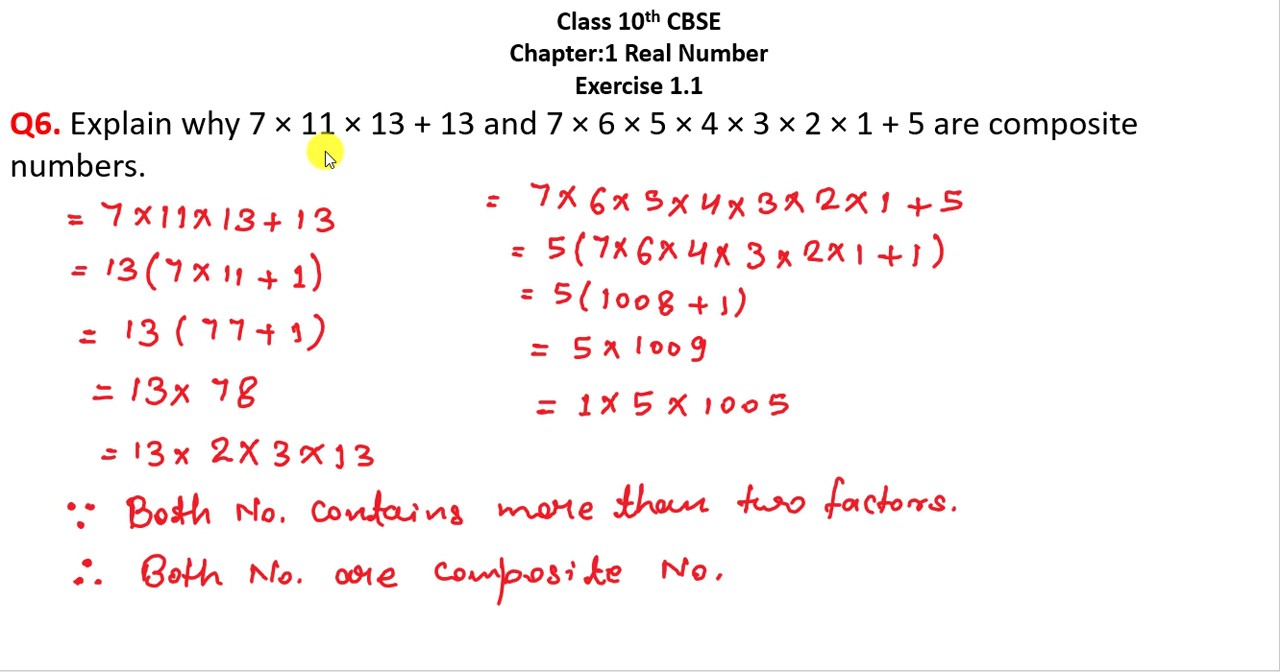 Class 10th CBSE
Chapter:1 Real Number
Exercise 1.1
Q6. Explain why 7 × 11 × 13 + 13 and 7 × 6 × 5 × 4 × 3 × 2 × 1 + 5 are composite
numbers.
= 7 × 11 × 13 + 13
= 13 (7 × 11 + 1)
= 13 ( 77 + 1)
= 13 × 78
= 13 × 2 × 3 × 13
= 7 × 6 × 5 × 4 × 3 × 2 × 1 + 5
= 5 (7 × 6 × 4 × 3 × 2 × 1 + 1)
= 5 (1008 + 1)
= 5 × 1009
= 1 × 5 × 1005
∵ Both No. contains more than two factors.
∴ Both No. are composite No.